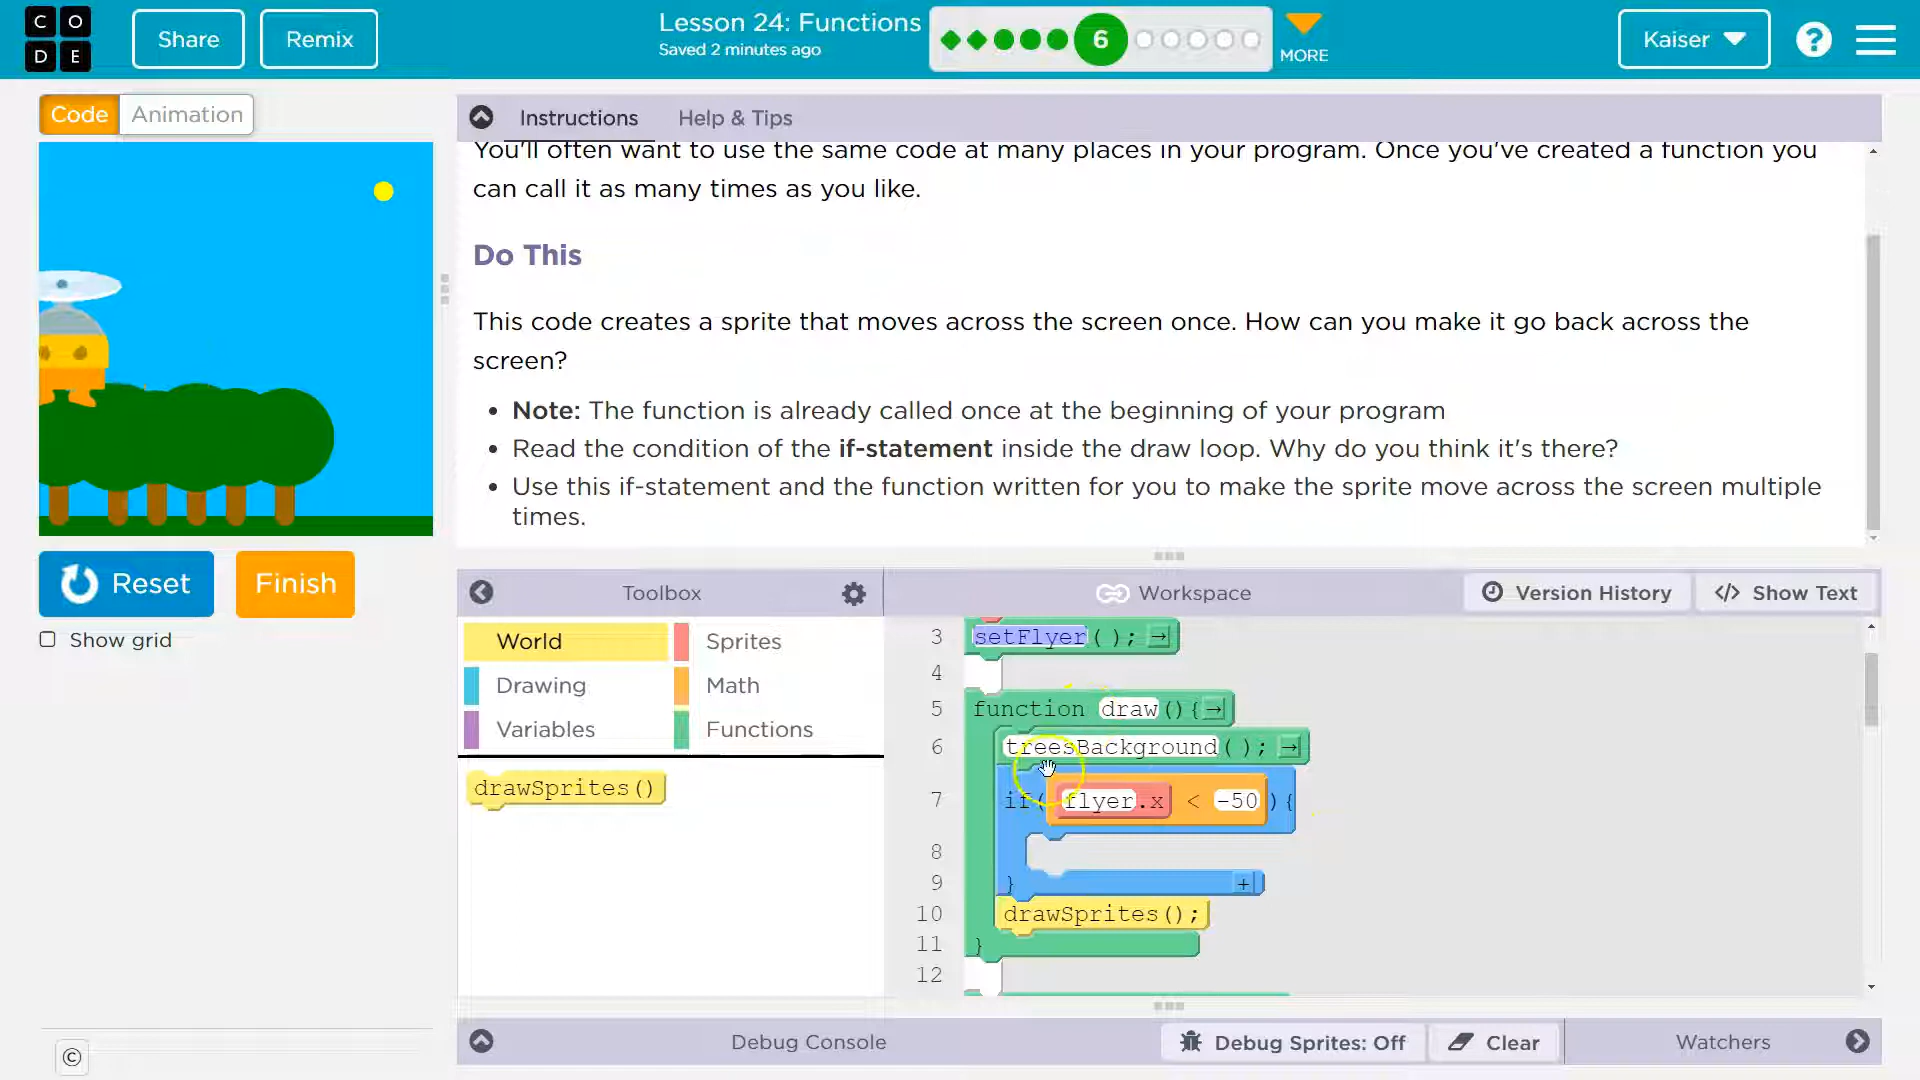 C O
D E
Share
Remix
Lesson 24: Functions
Saved 2 minutes ago
6
MORE
Kaiser
?
Code
Animation
Instructions
Help & Tips
You'll often want to use the same code at many places in your program. Once you've created a function you
can call it as many times as you like.
Do This
This code creates a sprite that moves across the screen once. How can you make it go back across the
screen?
• Note: The function is already called once at the beginning of your program
• Read the condition of the if-statement inside the draw loop. Why do you think it's there?
• Use this if-statement and the function written for you to make the sprite move across the screen multiple
times.
Reset
Finish
Show grid
Toolbox
Workspace
Version History
</> Show Text
World
Sprites
Drawing
Math
Variables
Functions
drawSprites()
3 setFlyer(); →
4
5 function draw(){ →
6 treesBackground(); →
7 if( flyer.x < -50 ){
8
9 } +
10 drawSprites();
11 }
12
©
Debug Console
Debug Sprites: Off
Clear
Watchers